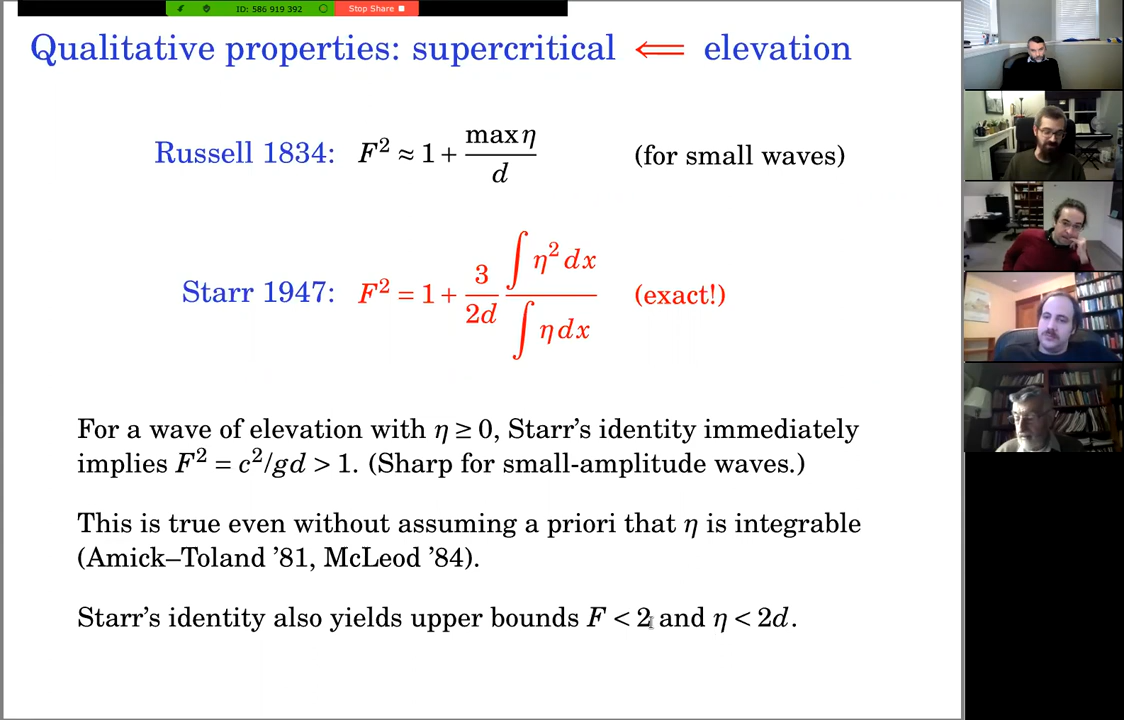 ID: 586 919 392 Stop Share
Qualitative properties: supercritical ⇐ elevation
Russell 1834: F² ≈ 1 + max η / d (for small waves)
Starr 1947: F² = 1 + 3/2d ∫ η² dx / ∫ η dx (exact!)
For a wave of elevation with η ≥ 0, Starr’s identity immediately
implies F² = c²/gd > 1. (Sharp for small-amplitude waves.)
This is true even without assuming a priori that η is integrable
(Amick–Toland ’81, McLeod ’84).
Starr’s identity also yields upper bounds F < 2 and η < 2d.